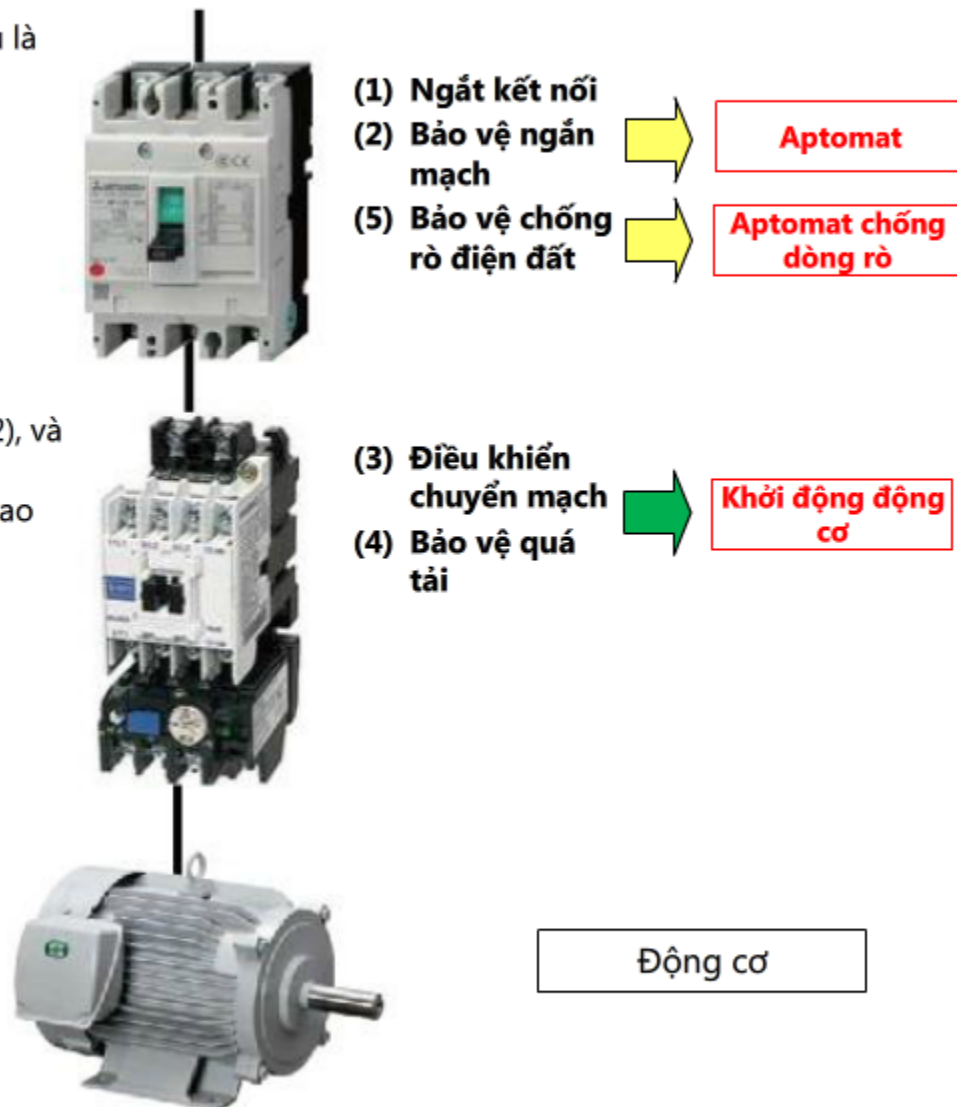 là
(1) Ngắt kết nối
(2) Bảo vệ ngắn
mạch
(5) Bảo vệ chống
rò điện đất
Aptomat
Aptomat chống
dòng rò
2), và
ao
(3) Điều khiển
chuyển mạch
(4) Bảo vệ quá
tải
Khởi động động
cơ
Động cơ